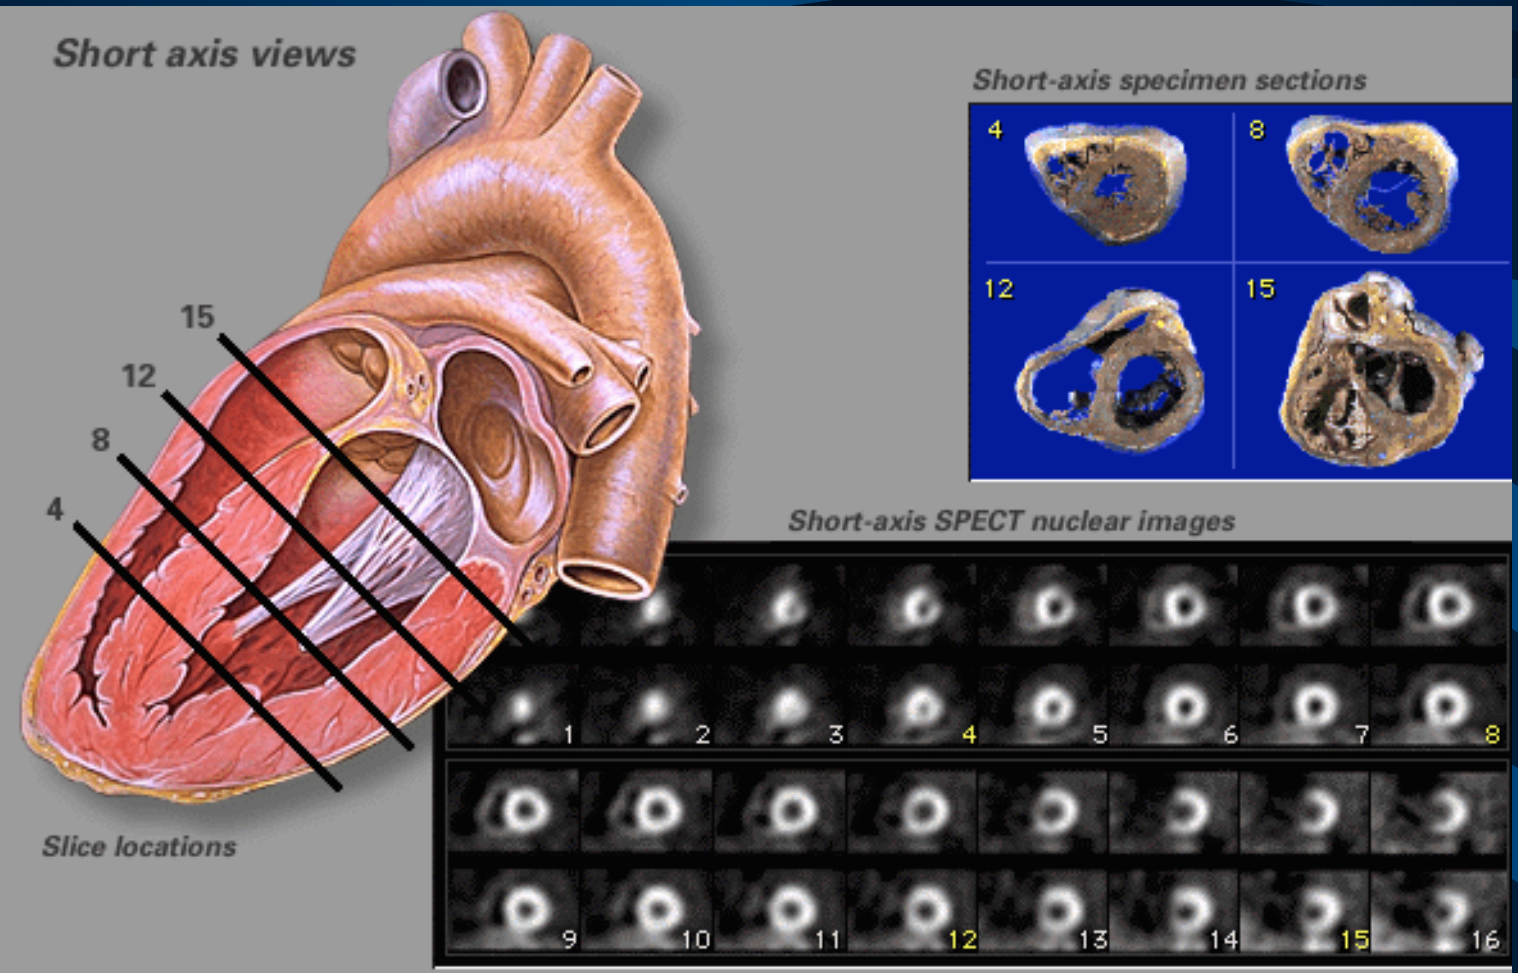 Short axis views
Short-axis specimen sections
4
8
12
15
15
12
8
4
Short-axis SPECT nuclear images
1 2 3 4 5 6 7 8
9 10 11 12 13 14 15 16
Slice locations